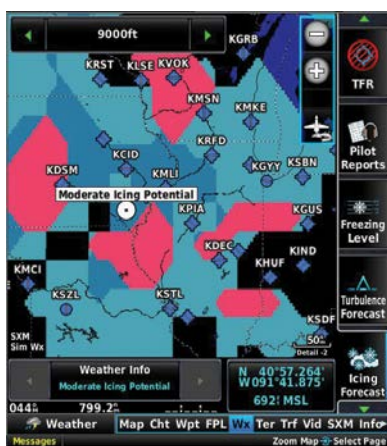 9000ft
KGRB
KRST
KLSE
KVOK
TFR
KMSN
KMKE
Pilot
Reports
KRFD
KCID
KMLI
KGYY
KSBN
KDSM
Moderate Icing Potential
Freezing
Level
KPIA
KGUS
KDEC
KIND
KHUF
KMCI
Turbulence
Forecast
KSZL
KSTL
KSDF
SXM
Sim Wx
50
Detail -2
Weather Info
Moderate Icing Potential
N 40°57.264'
W091°41.875'
692' MSL
Icing
Forecast
044
799.2
Weather
Map Cht Wpt FPL Wx Ter Trf Vid SXM Info
Messages
Zoom Map Select Page